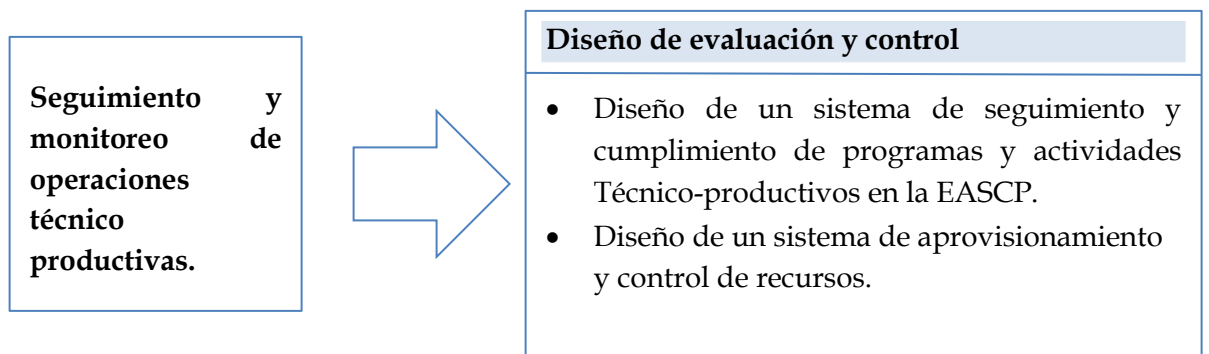 Seguimiento y
monitoreo de
operaciones
técnico
productivas.
Diseño de evaluación y control
• Diseño de un sistema de seguimiento y
cumplimiento de programas y actividades
Técnico-productivos en la EASCP.
• Diseño de un sistema de aprovisionamiento
y control de recursos.